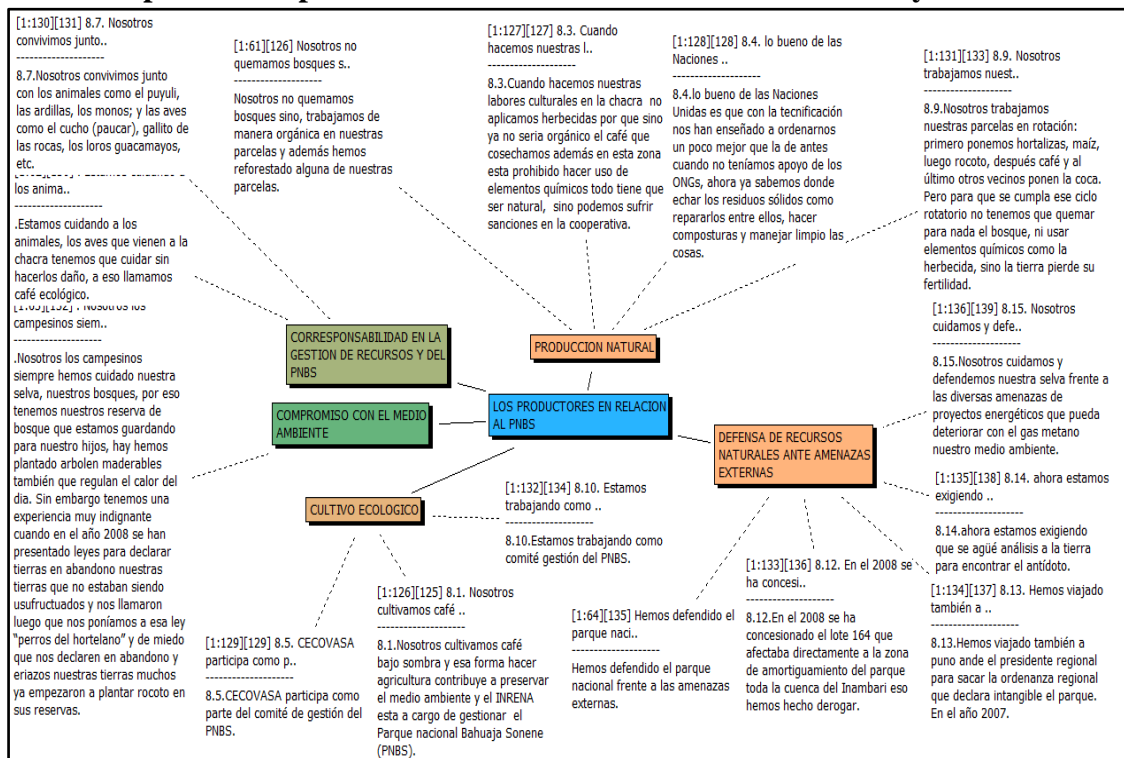 [1:130][131] 8.7. Nosotros
convivimos junto..
--------------------
8.7.Nosotros convivimos junto
con los animales como el puyuli,
las ardillas, los monos; y las aves
como el cucho (paucar), gallito de
las rocas, los loros guacamayos,
etc.
los anima..
--------------------
.Estamos cuidando a los
animales, los aves que vienen a la
chacra tenemos que cuidar sin
hacerlos daño, a eso llamamos
café ecológico.
campesinos siem..
--------------------
.Nosotros los campesinos
siempre hemos cuidado nuestra
selva, nuestros bosques, por eso
tenemos nuestros reserva de
bosque que estamos guardando
para nuestro hijos, hay hemos
plantado arbolen maderables
también que regulan el calor del
dia. Sin embargo tenemos una
experiencia muy indignante
cuando en el año 2008 se han
presentado leyes para declarar
tierras en abandono nuestras
tierras que no estaban siendo
usufructuados y nos llamaron
luego que nos poníamos a esa ley
"perros del hortelano" y de miedo
que nos declaren en abandono y
eriazos nuestras tierras muchos
ya empezaron a plantar rocoto en
sus reservas.
[1:61][126] Nosotros no
quemamos bosques s..
--------------------
Nosotros no quemamos
bosques sino, trabajamos de
manera orgánica en nuestras
parcelas y además hemos
reforestado alguna de nuestras
parcelas.
[1:127][127] 8.3. Cuando
hacemos nuestras l..
--------------------
8.3.Cuando hacemos nuestras
labores culturales en la chacra no
aplicamos herbecidas por que sino
ya no seria orgánico el café que
cosechamos además en esta zona
esta prohibido hacer uso de
elementos químicos todo tiene que
ser natural, sino podemos sufrir
sanciones en la cooperativa.
[1:128][128] 8.4. lo bueno de las
Naciones ..
--------------------
8.4.lo bueno de las Naciones
Unidas es que con la tecnificación
nos han enseñado a ordenarnos
un poco mejor que la de antes
cuando no teníamos apoyo de los
ONGs, ahora ya sabemos donde
echar los residuos sólidos como
repararlos entre ellos, hacer
composturas y manejar limpio las
cosas.
[1:131][133] 8.9. Nosotros
trabajamos nuest..
--------------------
8.9.Nosotros trabajamos
nuestras parcelas en rotación:
primero ponemos hortalizas, maíz,
luego rocoto, después café y al
último otros vecinos ponen la coca.
Pero para que se cumpla ese ciclo
rotatorio no tenemos que quemar
para nada el bosque, ni usar
elementos químicos como la
herbecida, sino la tierra pierde su
fertilidad.
CORRESPONSABILIDAD EN LA
GESTION DE RECURSOS Y DEL
PNBS
PRODUCCION NATURAL
COMPROMISO CON EL MEDIO
AMBIENTE
LOS PRODUCTORES EN RELACION
AL PNBS
DEFENSA DE RECURSOS
NATURALES ANTE AMENAZAS
EXTERNAS
CULTIVO ECOLOGICO
[1:136][139] 8.15. Nosotros
cuidamos y defe..
--------------------
8.15.Nosotros cuidamos y
defendemos nuestra selva frente a
las diversas amenazas de
proyectos energéticos que pueda
deteriorar con el gas metano
nuestro medio ambiente.
[1:135][138] 8.14. ahora estamos
exigiendo ..
--------------------
8.14.ahora estamos exigiendo
que se agüé análisis a la tierra
para encontrar el antídoto.
[1:132][134] 8.10. Estamos
trabajando como ..
--------------------
8.10.Estamos trabajando como
comité gestión del PNBS.
[1:129][129] 8.5. CECOVASA
participa como p..
--------------------
8.5.CECOVASA participa como
parte del comité de gestión del
PNBS.
[1:126][125] 8.1. Nosotros
cultivamos café ..
--------------------
8.1.Nosotros cultivamos café
bajo sombra y esa forma hacer
agricultura contribuye a preservar
el medio ambiente y el INRENA
esta a cargo de gestionar el
Parque nacional Bahuaja Sonene
(PNBS).
[1:64][135] Hemos defendido el
parque naci..
--------------------
Hemos defendido el parque
nacional frente a las amenazas
externas.
[1:133][136] 8.12. En el 2008 se
ha concesi..
--------------------
8.12.En el 2008 se ha
concesionado el lote 164 que
afectaba directamente a la zona
de amortiguamiento del parque
toda la cuenca del Inambari eso
hemos hecho derogar.
[1:134][137] 8.13. Hemos viajado
también a ..
--------------------
8.13.Hemos viajado también a
puno ande el presidente regional
para sacar la ordenanza regional
que declara intangible el parque.
En el año 2007.